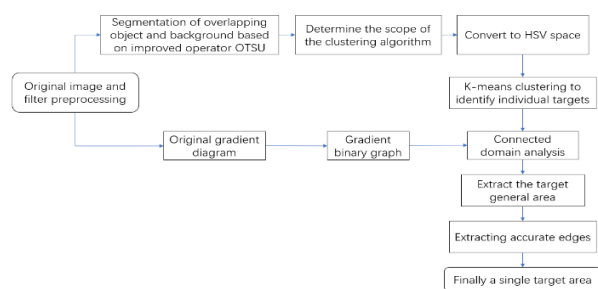 Segmentation of overlapping
object and background based
on improved operator OTSU
Determine the scope of
the clustering algorithm
Convert to HSV space
Original image and
filter preprocessing
K-means clustering to
identify individual targets
Original gradient
diagram
Gradient
binary graph
Connected
domain analysis
Extract the target
general area
Extracting accurate edges
Finally a single target area